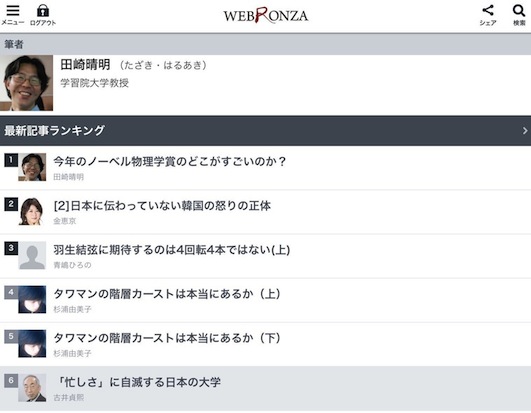 メニュー ログアウト WEBRONZA シェア 検索
筆者
田崎晴明 （たざき・はるあき）
学習院大学教授
最新記事ランキング
1 今年のノーベル物理学賞のどこがすごいのか？
田崎晴明
2 [2]日本に伝わっていない韓国の怒りの正体
金恵京
3 羽生結弦に期待するのは4回転4本ではない(上)
青嶋ひろの
4 タワマンの階層カーストは本当にあるか（上）
杉浦由美子
5 タワマンの階層カーストは本当にあるか（下）
杉浦由美子
6 「忙しさ」に自滅する日本の大学
古井貞煕